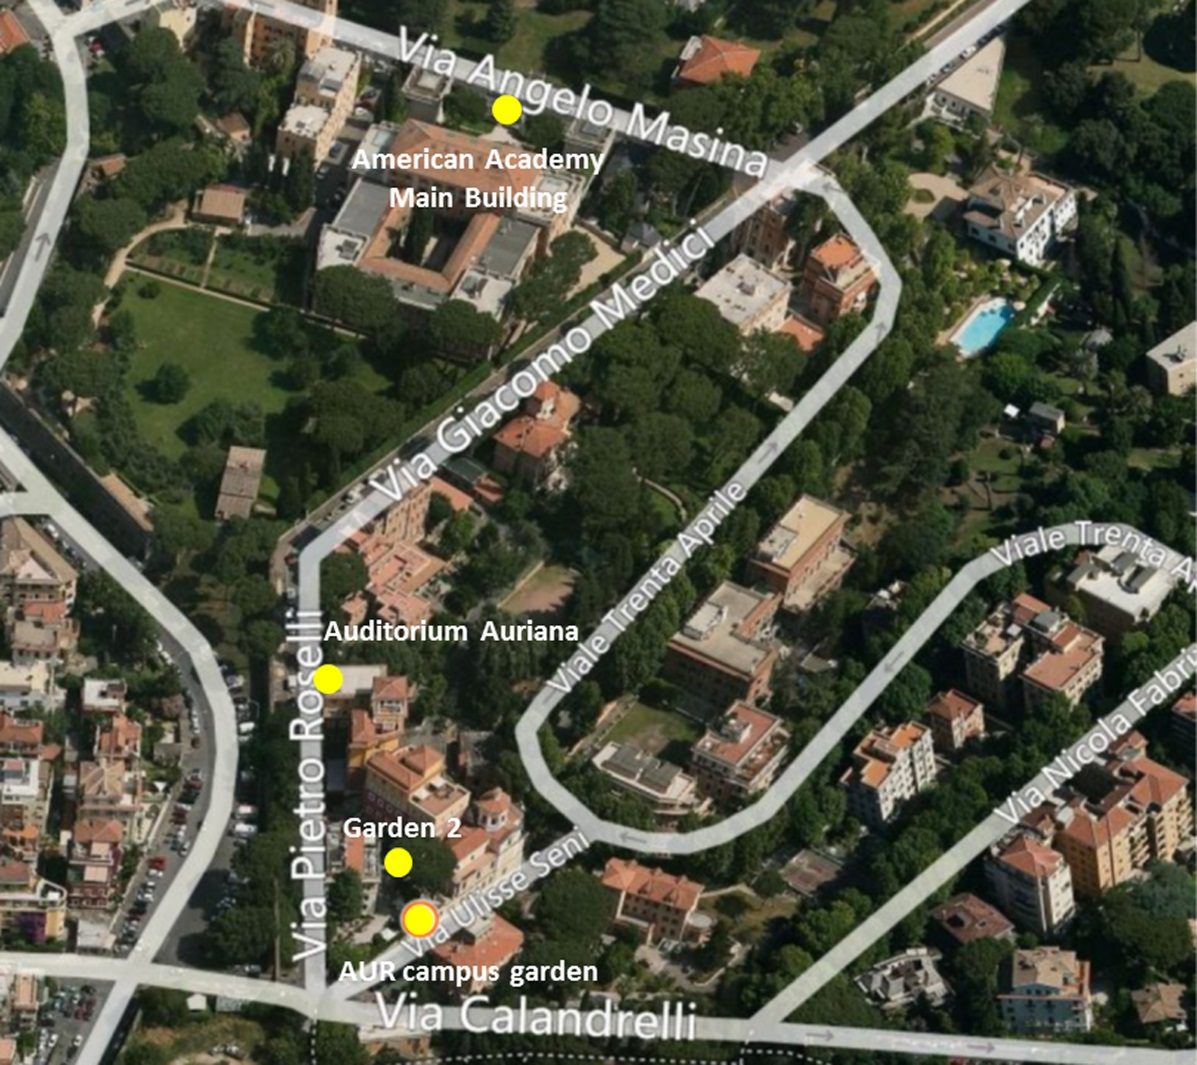 Via Angelo Masina
American Academy
Main Building
Via Giacomo Medici
Viale Trenta Aprile
Viale Trenta A
Auditorium Auriana
Via Pietro Roselli
Via Nicola Fabri
Garden 2
Via Ulisse Seni
AUR campus garden
Via Calandrelli